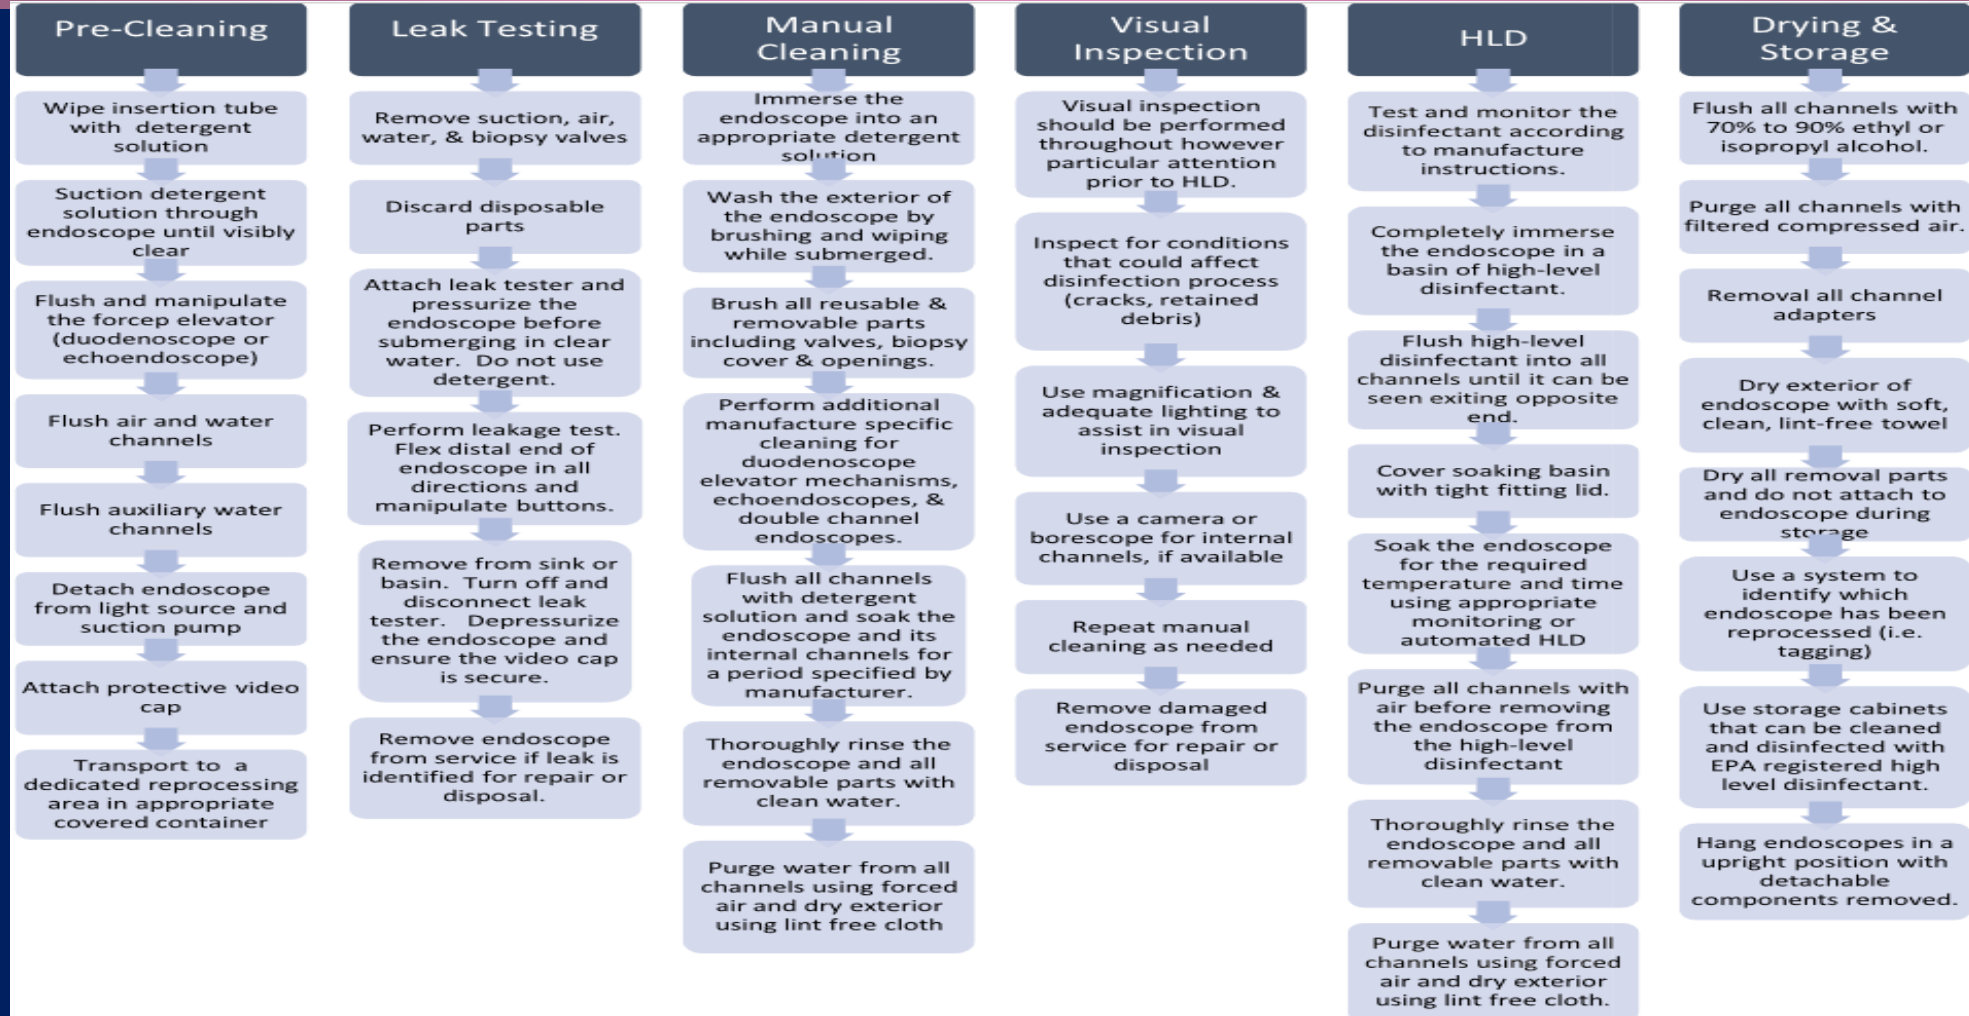 Pre-Cleaning
Wipe insertion tube
with detergent
solution
Suction detergent
solution through
endoscope until visibly
clear
Flush and manipulate
the forcep elevator
(duodenoscope or
echoendoscope)
Flush air and water
channels
Flush auxiliary water
channels
Detach endoscope
from light source and
suction pump
Attach protective video
cap
Transport to a
dedicated reprocessing
area in appropriate
covered container
Leak Testing
Remove suction, air,
water, & biopsy valves
Discard disposable
parts
Attach leak tester and
pressurize the
endoscope before
submerging in clear
water. Do not use
detergent.
Perform leakage test.
Flex distal end of
endoscope in all
directions and
manipulate buttons.
Remove from sink or
basin. Turn off and
disconnect leak
tester. Depressurize
the endoscope and
ensure the video cap
is secure.
Remove endoscope
from service if leak is
identified for repair or
disposal.
Manual
Cleaning
Immerse the
endoscope into an
appropriate detergent
solution
Wash the exterior of
the endoscope by
brushing and wiping
while submerged.
Brush all reusable &
removable parts
including valves, biopsy
cover & openings.
Perform additional
manufacture specific
cleaning for
duodenoscope
elevator mechanisms,
echoendoscopes, &
double channel
endoscopes.
Flush all channels
with detergent
solution and soak the
endoscope and its
internal channels for
a period specified by
manufacturer.
Thoroughly rinse the
endoscope and all
removable parts with
clean water.
Purge water from all
channels using forced
air and dry exterior
using lint free cloth
Visual
Inspection
Visual inspection
should be performed
throughout however
particular attention
prior to HLD.
Inspect for conditions
that could affect
disinfection process
(cracks, retained
debris)
Use magnification &
adequate lighting to
assist in visual
inspection
Use a camera or
borescope for internal
channels, if available
Repeat manual
cleaning as needed
Remove damaged
endoscope from
service for repair or
disposal
HLD
Test and monitor the
disinfectant according
to manufacture
instructions.
Completely immerse
the endoscope in a
basin of high-level
disinfectant.
Flush high-level
disinfectant into all
channels until it can be
seen exiting opposite
end.
Cover soaking basin
with tight fitting lid.
Soak the endoscope
for the required
temperature and time
using appropriate
monitoring or
automated HLD
Purge all channels with
air before removing
the endoscope from
the high-level
disinfectant
Thoroughly rinse the
endoscope and all
removable parts with
clean water.
Purge water from all
channels using forced
air and dry exterior
using lint free cloth.
Drying &
Storage
Flush all channels with
70% to 90% ethyl or
isopropyl alcohol.
Purge all channels with
filtered compressed air.
Removal all channel
adapters
Dry exterior of
endoscope with soft,
clean, lint-free towel
Dry all removal parts
and do not attach to
endoscope during
storage
Use a system to
identify which
endoscope has been
reprocessed (i.e.
tagging)
Use storage cabinets
that can be cleaned
and disinfected with
EPA registered high
level disinfectant.
Hang endoscopes in a
upright position with
detachable
components removed.